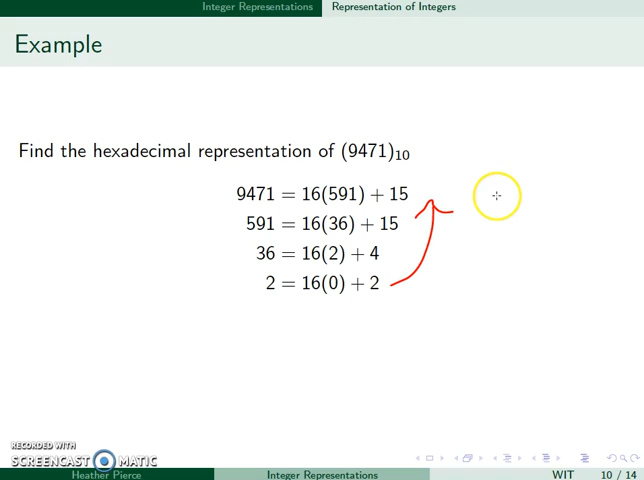 Integer Representations Representation of Integers
Example
Find the hexadecimal representation of (9471)₁₀
9471 = 16(591) + 15
591 = 16(36) + 15
36 = 16(2) + 4
2 = 16(0) + 2
RECORDED WITH
SCREENCAST MATIC
Heather Pierce Integer Representations WIT 10 / 14